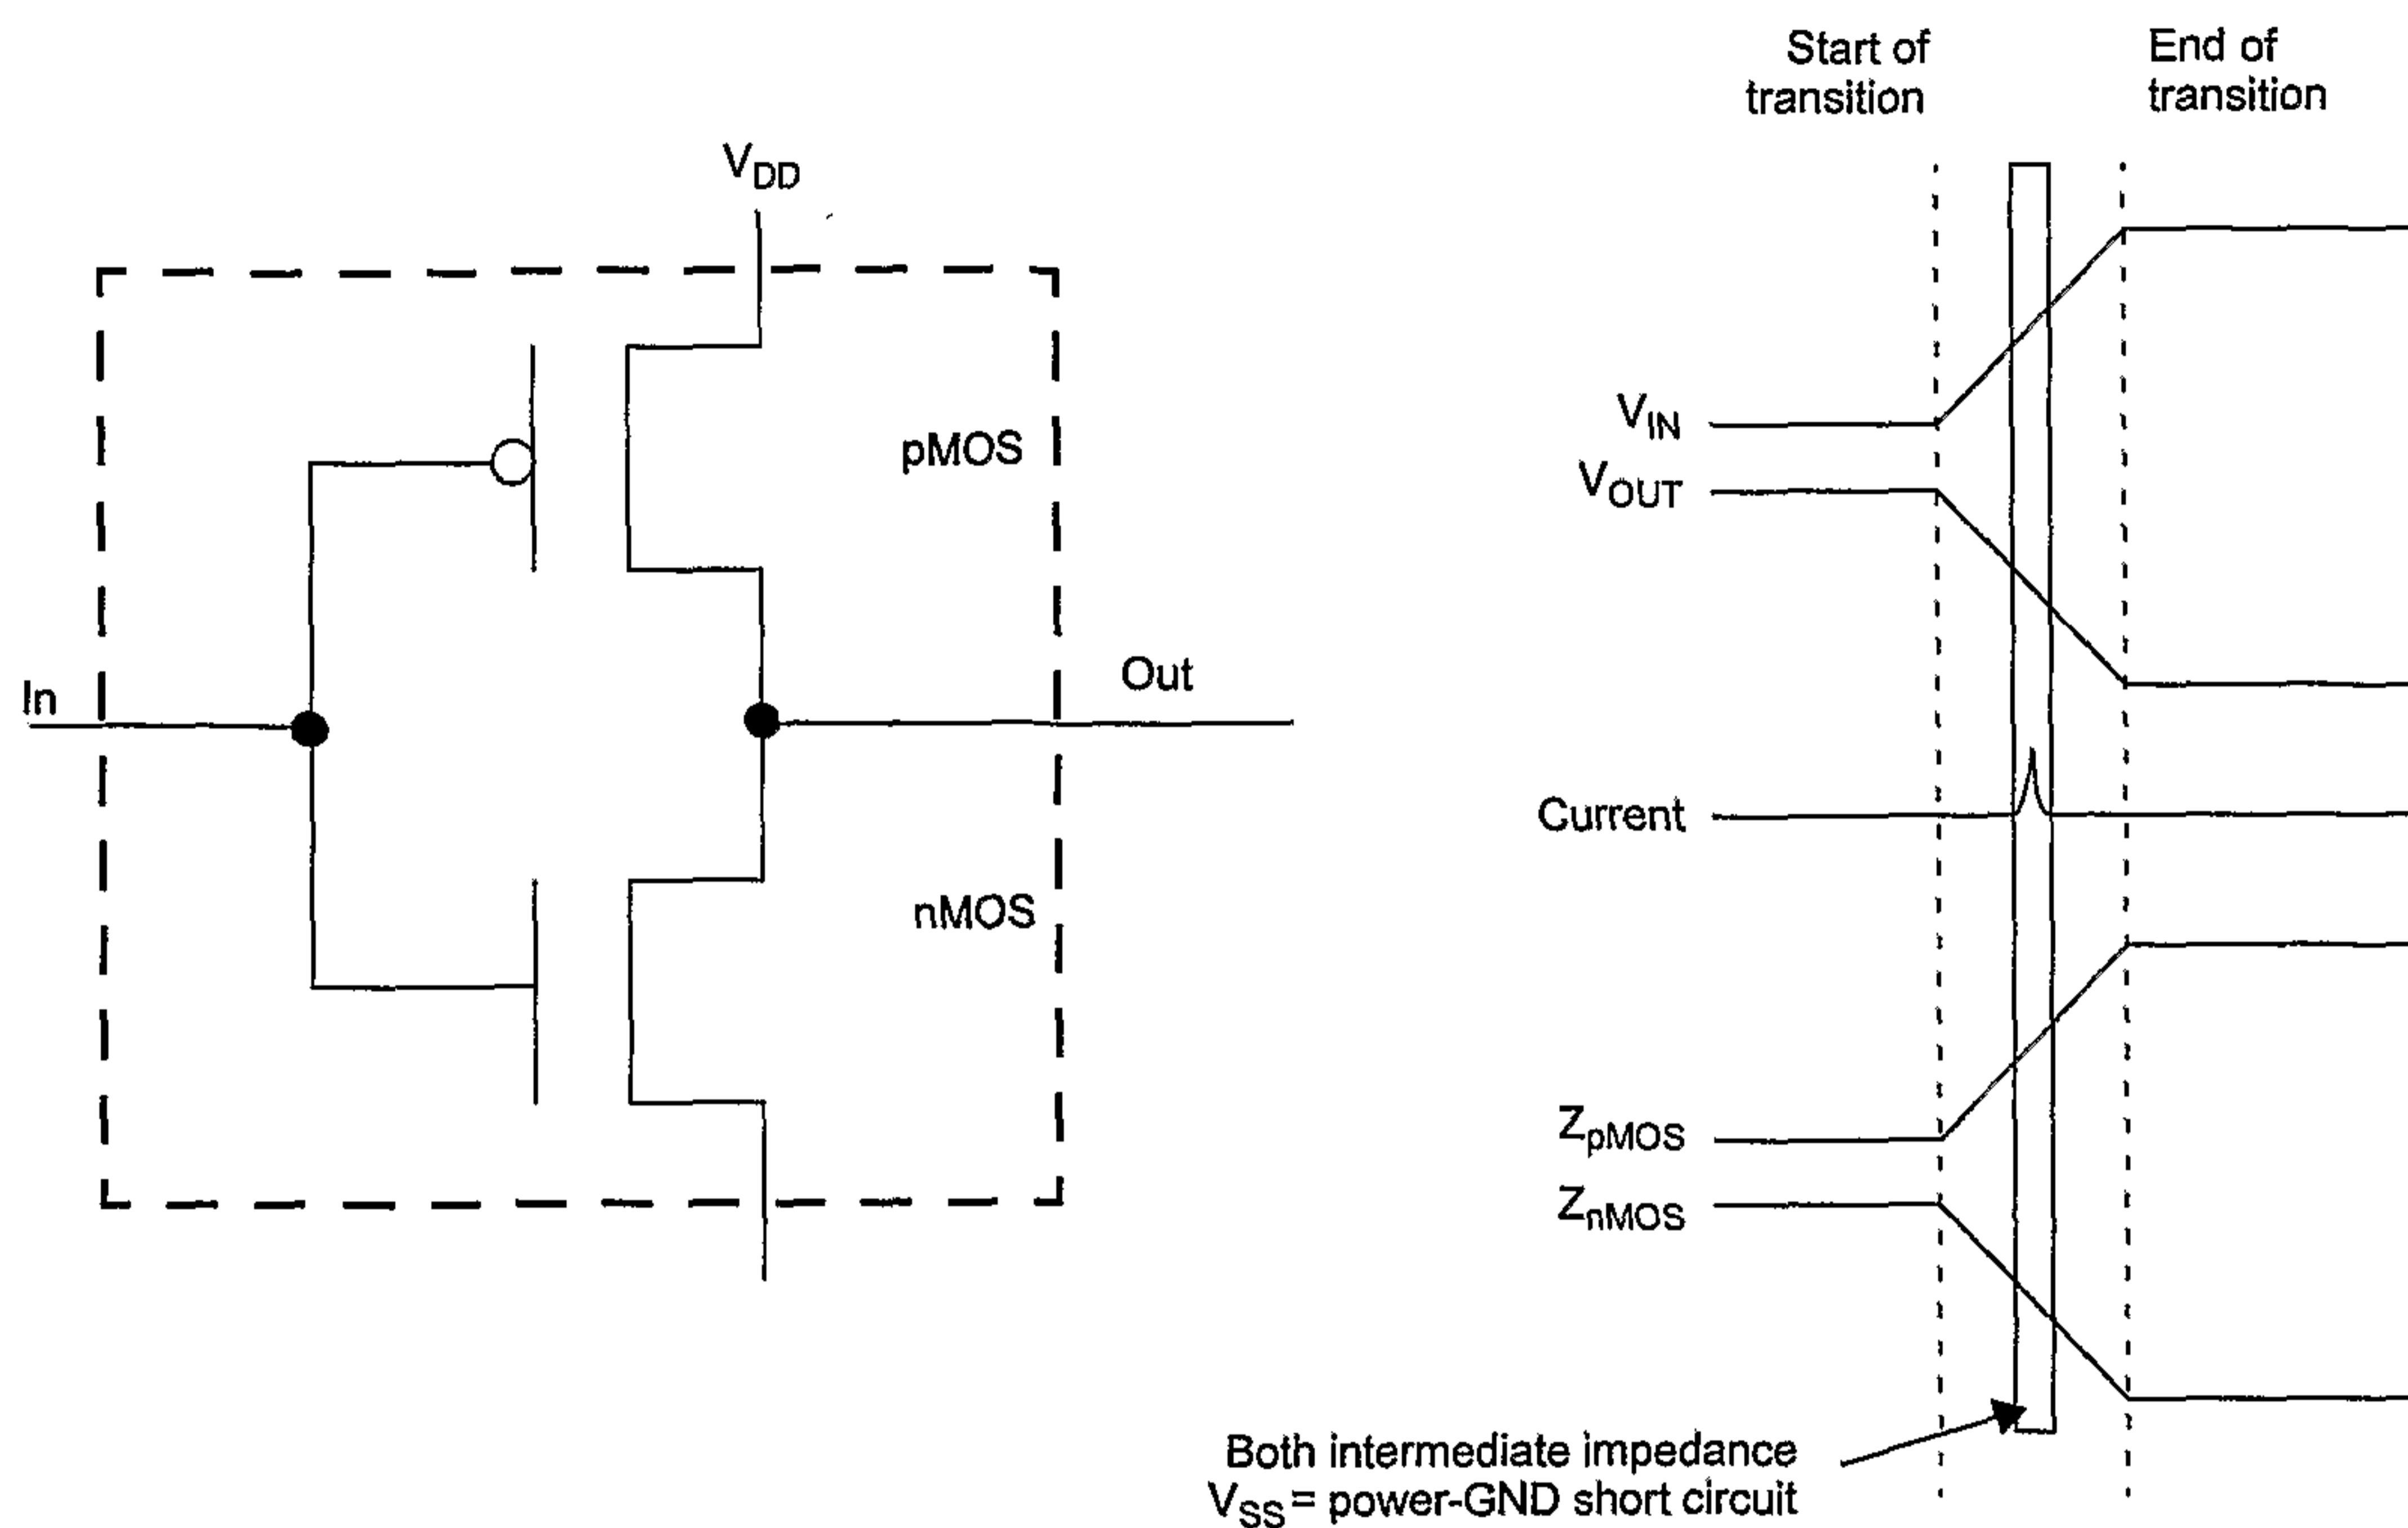 Start of
transition
End of
transition
VDD
pMOS
In
Out
nMOS
VIN
VOUT
Current
ZpMOS
ZnMOS
Both intermediate impedance
VSS = power-GND short circuit